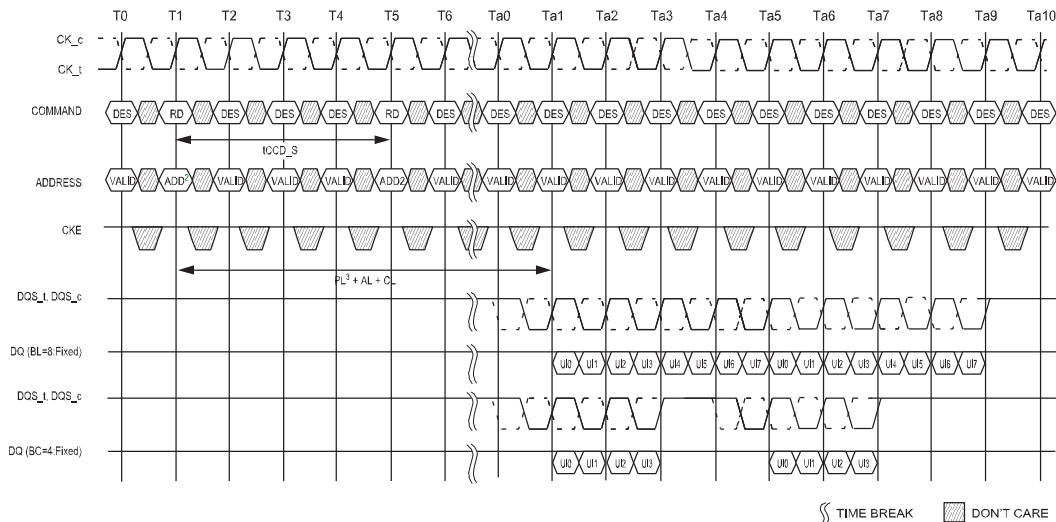 T0 T1 T2 T3 T4 T5 T6 Ta0 Ta1 Ta2 Ta3 Ta4 Ta5 Ta6 Ta7 Ta8 Ta9 Ta10
CK_c
CK_t
COMMAND DES RD DES DES DES RD DES DES DES DES DES DES DES DES DES DES DES DES
tCCD_S
ADDRESS VALID ADD2 VALID VALID VALID ADD2 VALID VALID VALID VALID VALID VALID VALID VALID VALID VALID VALID VALID
CKE
PL3 + AL + CL
DQS_t, DQS_c
DQ (BL=8:Fixed) UI0 UI1 UI2 UI3 UI4 UI5 UI6 UI7 UI0 UI1 UI2 UI3 UI4 UI5 UI6 UI7
DQS_t, DQS_c
DQ (BC=4:Fixed) UI0 UI1 UI2 UI3 UI0 UI1 UI2 UI3
TIME BREAK DON'T CARE